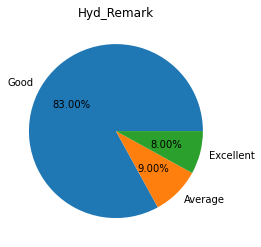 Hyd_Remark
Good
83.00%
8.00%
Excellent
9.00%
Average